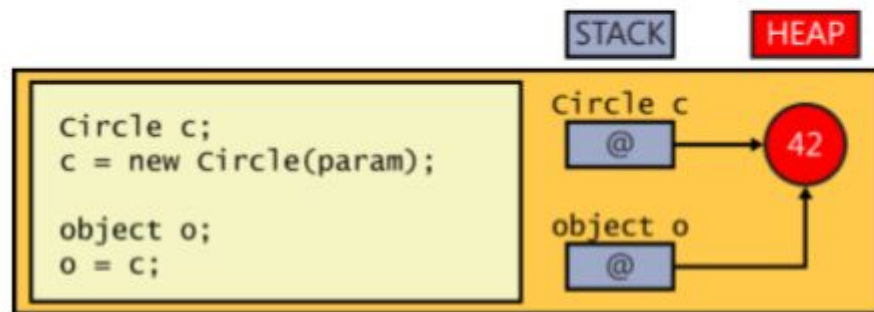 STACK HEAP
Circle c;
c = new Circle(param);
object o;
o = c;
Circle c
@
42
object o
@